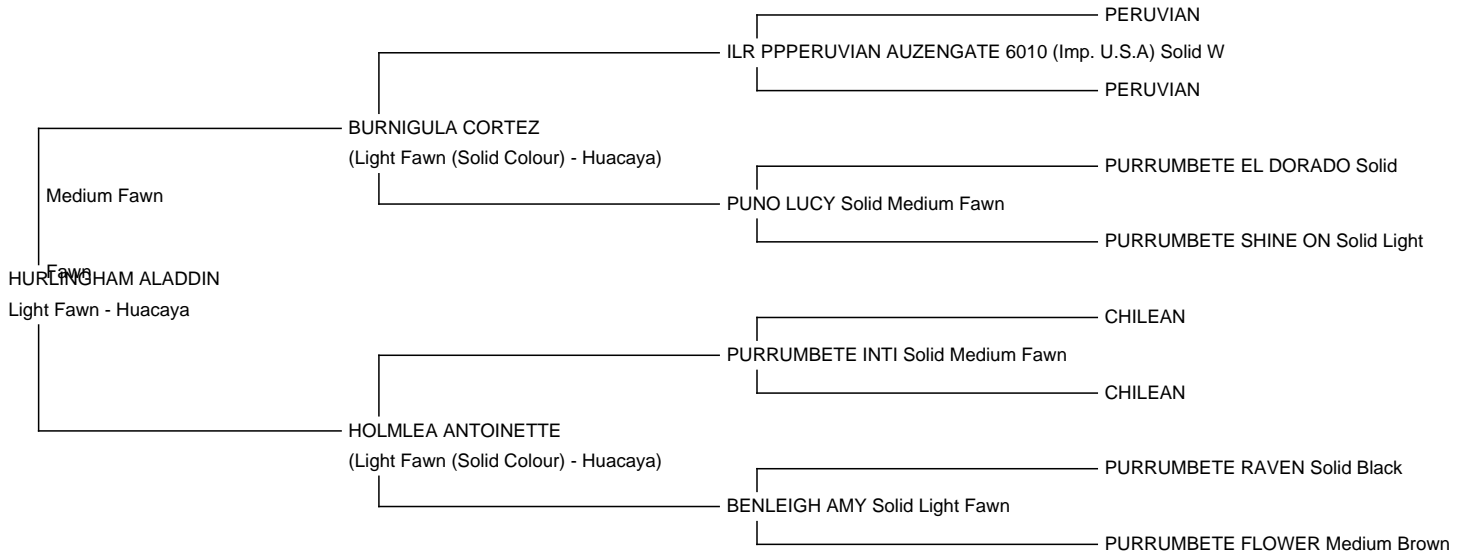 PERUVIAN
ILR PPPERUVIAN AUZENGATE 6010 (Imp. U.S.A) Solid W
PERUVIAN
BURNIGULA CORTEZ
(Light Fawn (Solid Colour) - Huacaya)
PURRUMBETE EL DORADO Solid
Medium Fawn
PUNO LUCY Solid Medium Fawn
PURRUMBETE SHINE ON Solid Light
Fawn
HURLINGHAM ALADDIN
Light Fawn - Huacaya
CHILEAN
PURRUMBETE INTI Solid Medium Fawn
CHILEAN
HOLMLEA ANTOINETTE
(Light Fawn (Solid Colour) - Huacaya)
PURRUMBETE RAVEN Solid Black
BENLEIGH AMY Solid Light Fawn
PURRUMBETE FLOWER Medium Brown